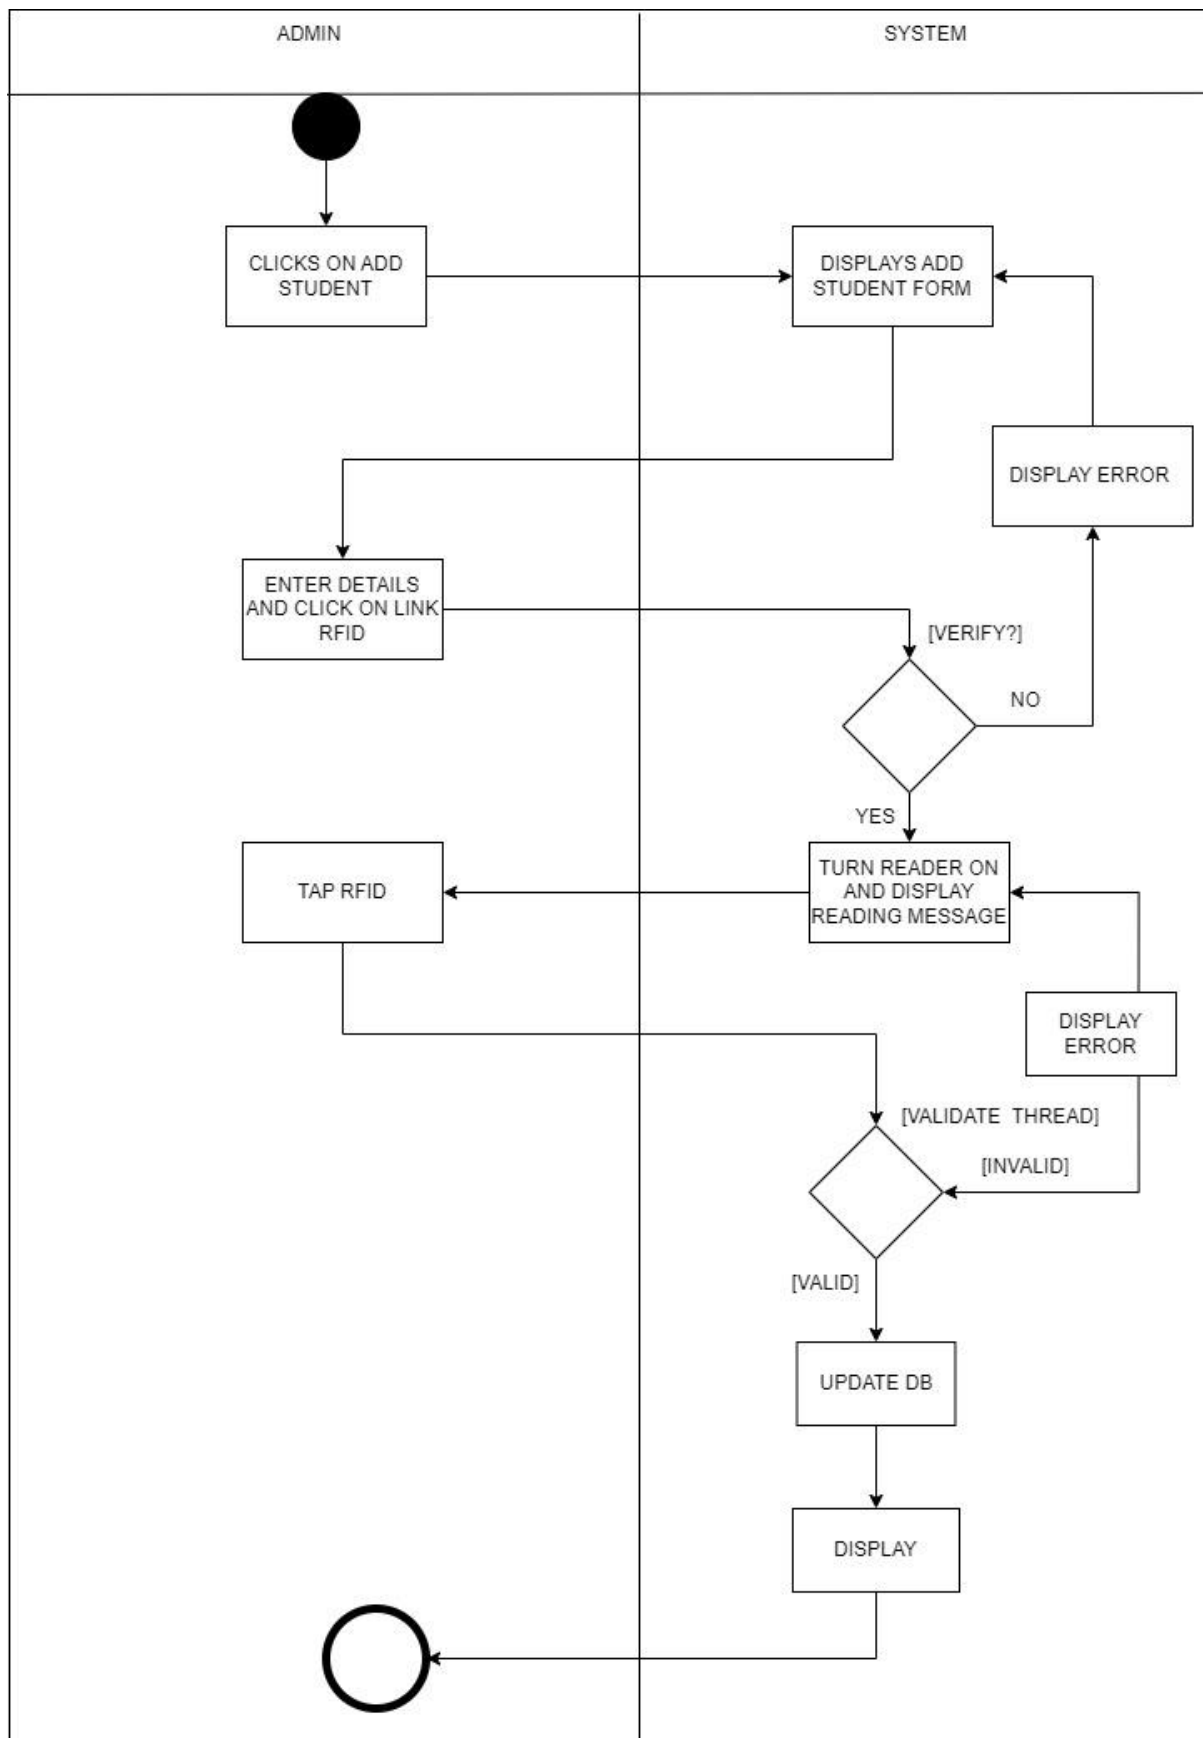 ADMIN
SYSTEM
CLICKS ON ADD
STUDENT
DISPLAYS ADD
STUDENT FORM
DISPLAY ERROR
ENTER DETAILS
AND CLICK ON LINK
RFID
[VERIFY?]
NO
YES
TAP RFID
TURN READER ON
AND DISPLAY
READING MESSAGE
DISPLAY
ERROR
[VALIDATE THREAD]
[INVALID]
[VALID]
UPDATE DB
DISPLAY